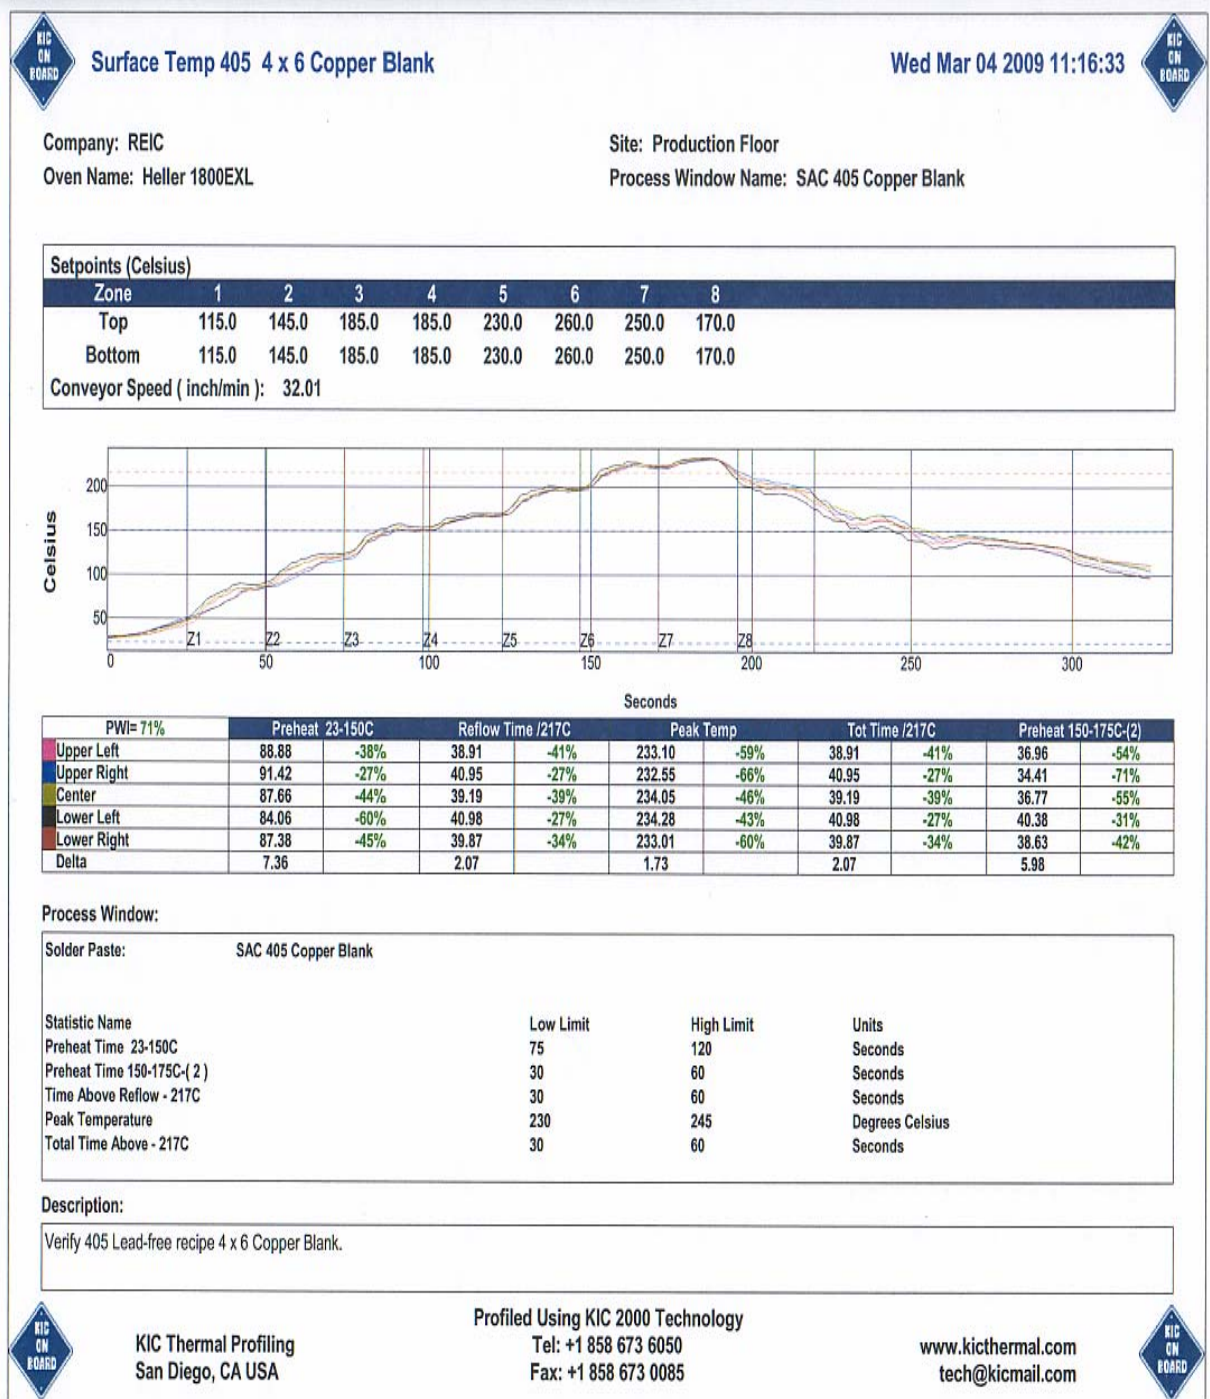 KIC
ON
BOARD
Surface Temp 405 4 x 6 Copper Blank
Wed Mar 04 2009 11:16:33
KIC
ON
BOARD
Company: REIC
Site: Production Floor
Oven Name: Heller 1800EXL
Process Window Name: SAC 405 Copper Blank
Setpoints (Celsius)
Zone 1 2 3 4 5 6 7 8
Top 115.0 145.0 185.0 185.0 230.0 260.0 250.0 170.0
Bottom 115.0 145.0 185.0 185.0 230.0 260.0 250.0 170.0
Conveyor Speed ( inch/min ): 32.01
Celsius
200
150
100
50
Z1 Z2 Z3 Z4 Z5 Z6 Z7 Z8
0 50 100 150 200 250 300
Seconds
PWI= 71% Preheat 23-150C Reflow Time /217C Peak Temp Tot Time /217C Preheat 150-175C-(2)
Upper Left 88.88 -38% 38.91 -41% 233.10 -59% 38.91 -41% 36.96 -54%
Upper Right 91.42 -27% 40.95 -27% 232.55 -66% 40.95 -27% 34.41 -71%
Center 87.66 -44% 39.19 -39% 234.05 -46% 39.19 -39% 36.77 -55%
Lower Left 84.06 -60% 40.98 -27% 234.28 -43% 40.98 -27% 40.38 -31%
Lower Right 87.38 -45% 39.87 -34% 233.01 -60% 39.87 -34% 38.63 -42%
Delta 7.36 2.07 1.73 2.07 5.98
Process Window:
Solder Paste: SAC 405 Copper Blank
Statistic Name Low Limit High Limit Units
Preheat Time 23-150C 75 120 Seconds
Preheat Time 150-175C-( 2 ) 30 60 Seconds
Time Above Reflow - 217C 30 60 Seconds
Peak Temperature 230 245 Degrees Celsius
Total Time Above - 217C 30 60 Seconds
Description:
Verify 405 Lead-free recipe 4 x 6 Copper Blank.
KIC
ON
BOARD
KIC Thermal Profiling
San Diego, CA USA
Profiled Using KIC 2000 Technology
Tel: +1 858 673 6050
Fax: +1 858 673 0085
www.kicthermal.com
tech@kicmail.com
KIC
ON
BOARD